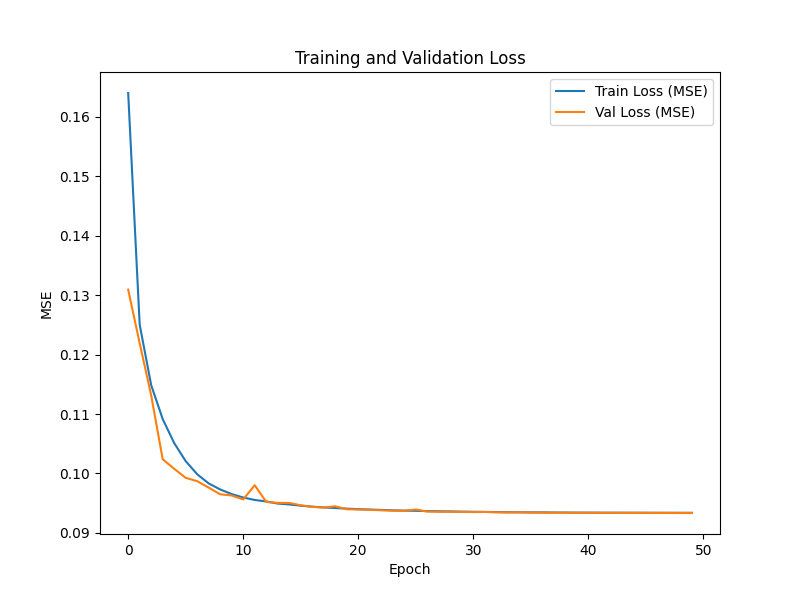 Training and Validation Loss
Train Loss (MSE)
Val Loss (MSE)
MSE
0.16
0.15
0.14
0.13
0.12
0.11
0.10
0.09
0
10
20
30
40
50
Epoch